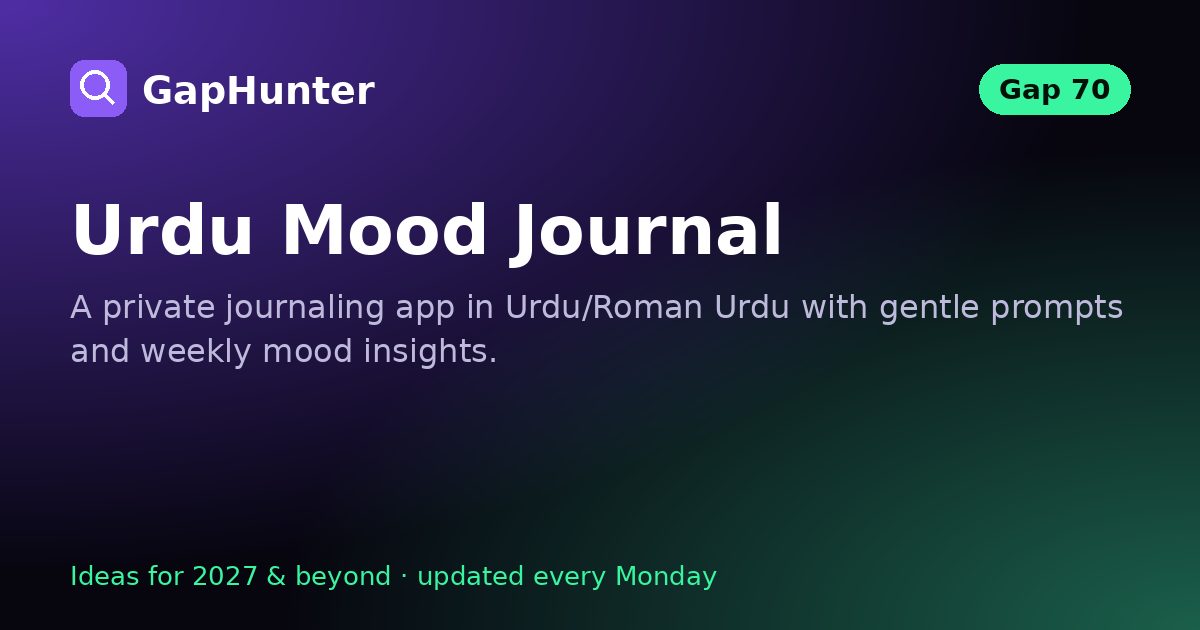 GapHunter
Gap 70
Urdu Mood Journal
A private journaling app in Urdu/Roman Urdu with gentle prompts
and weekly mood insights.
Ideas for 2027 & beyond · updated every Monday